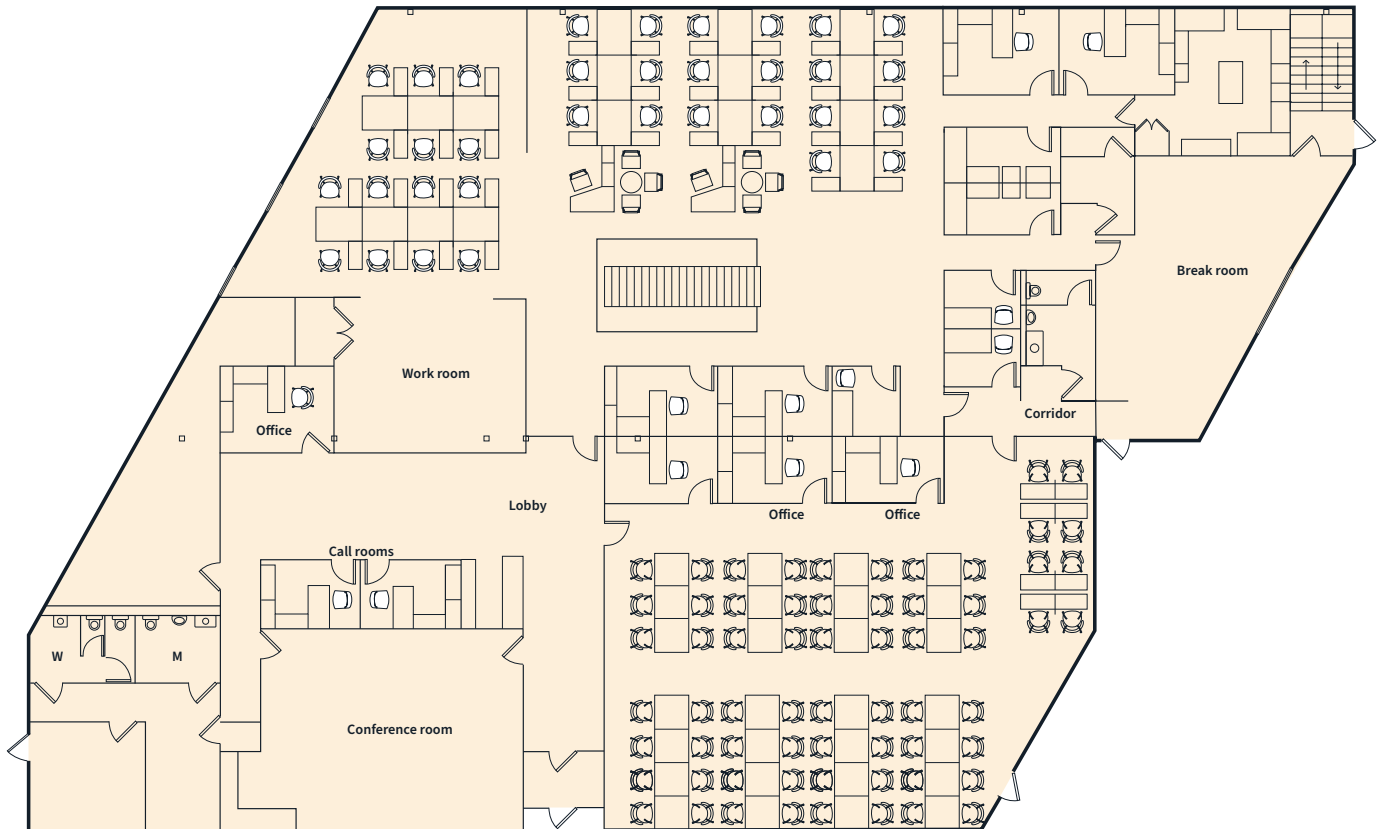 Break room
Work room
Corridor
Office
Lobby
Office
Office
Call rooms
W
M
Conference room